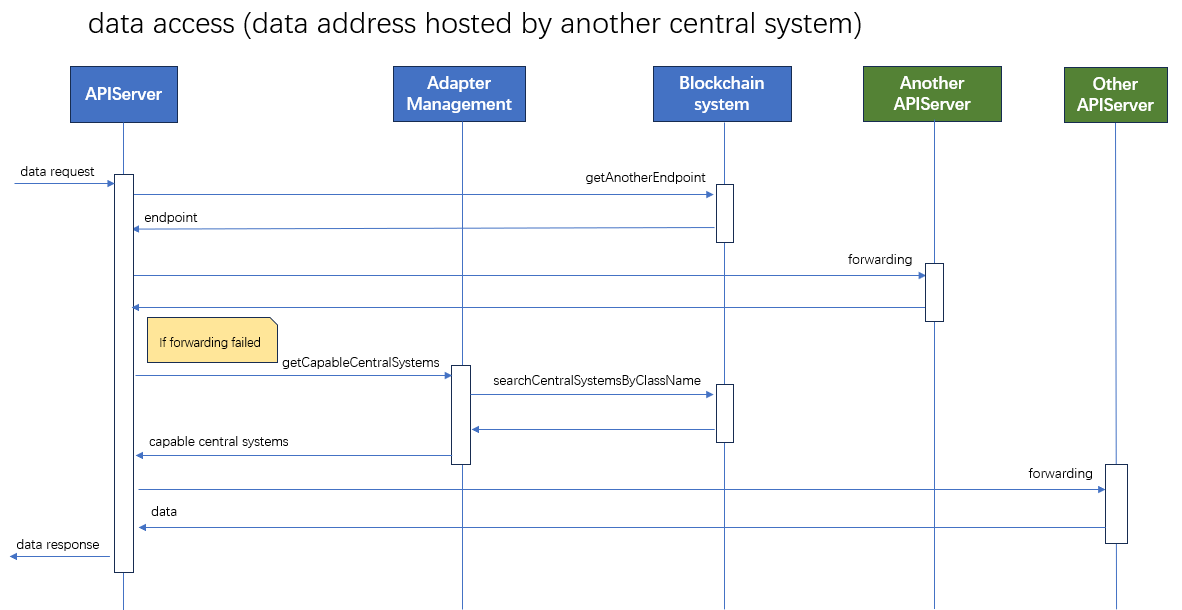 data access (data address hosted by another central system)
APIServer
Adapter
Management
Blockchain
system
Another
APIServer
Other
APIServer
data request
getAnotherEndpoint
endpoint
forwarding
If forwarding failed
getCapableCentralSystems
searchCentralSystemsByClassName
capable central systems
forwarding
data
data response